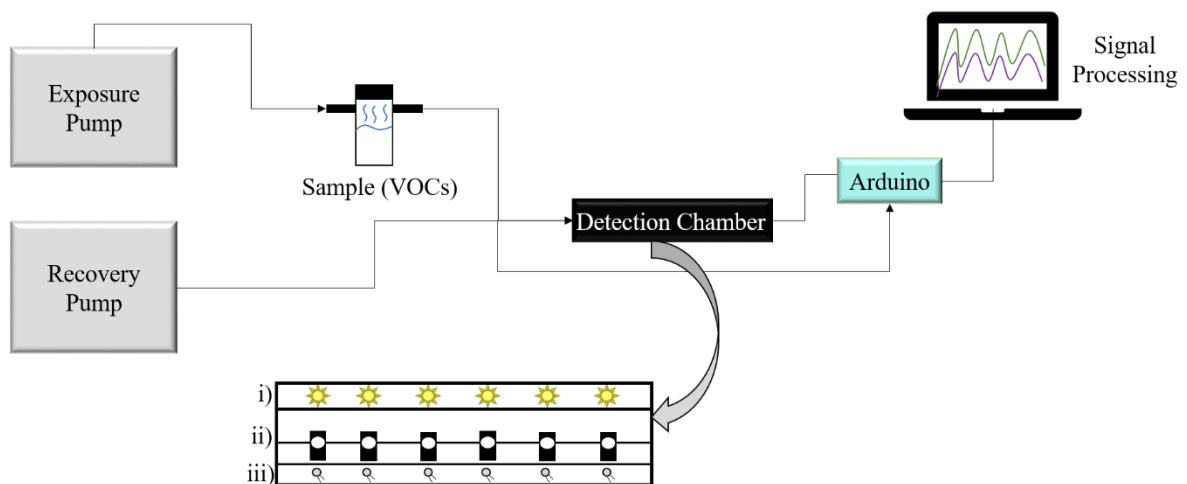 Exposure
Pump
Sample (VOCs)
Signal
Processing
Arduino
Detection Chamber
Recovery
Pump
i)
ii)
iii)